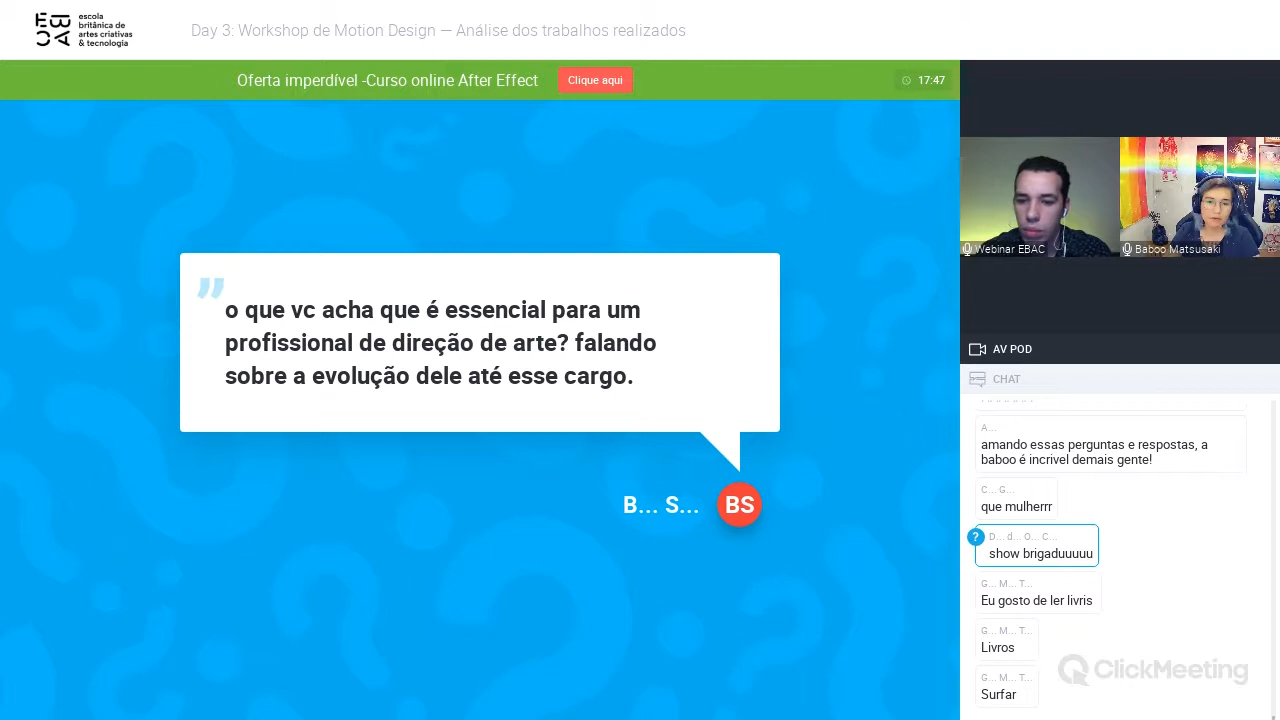 escola
britânica de
artes criativas
& tecnologia
EBAC
Day 3: Workshop de Motion Design — Análise dos trabalhos realizados
Oferta imperdível -Curso online After Effect
Clique aqui
17:47
o que vc acha que é essencial para um
profissional de direção de arte? falando
sobre a evolução dele até esse cargo.
B... S...
BS
Webinar EBAC
Baboo Matsusaki
AV POD
CHAT
A...
amando essas perguntas e respostas, a
baboo é incrivel demais gente!
C... G...
que mulherrr
?
D... d... O... C...
show brigaduuuuu
G... M... T...
Eu gosto de ler livris
G... M... T...
Livros
G... M... T...
Surfar
ClickMeeting